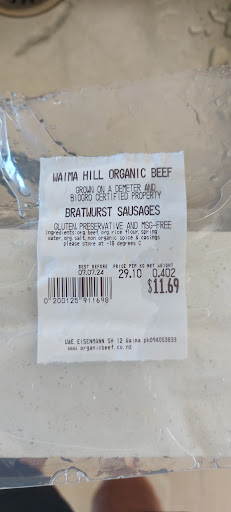 WAIMA HILL ORGANIC BEEF
GROWN ON A DEMETER AND
BIOGRO CERTIFIED PROPERTY
BRATWURST SAUSAGES
GLUTEN PRESERVATIVE AND MSG-FREE
ingredients:org beef,org rice flour,spring
water,org salt,non organic spice & casings
please store at -18 degrees C
BEST BEFORE PRICE PER KG NET WEIGHT
07.07.24 29.10 0.402
$11.69
0 200125 911698
UWE EISENMANN SH 12 Waima ph094053833
www.organicbeef.co.nz